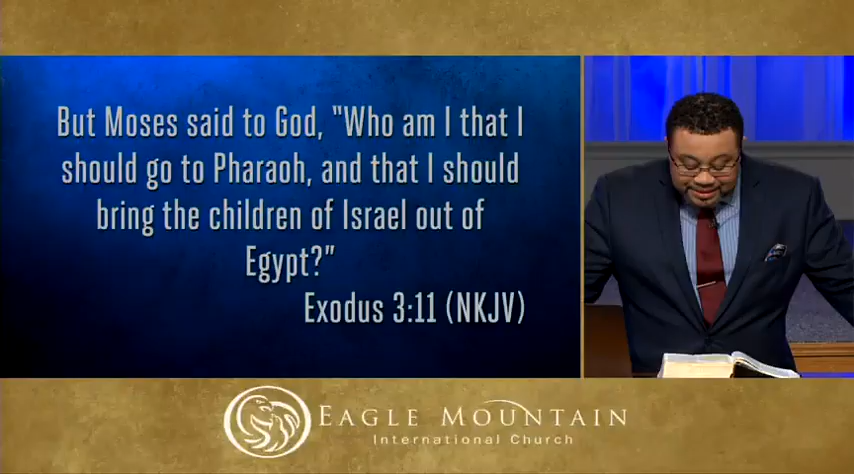 But Moses said to God, "Who am I that I
should go to Pharaoh, and that I should
bring the children of Israel out of
Egypt?"
Exodus 3:11 (NKJV)
EAGLE MOUNTAIN
International Church